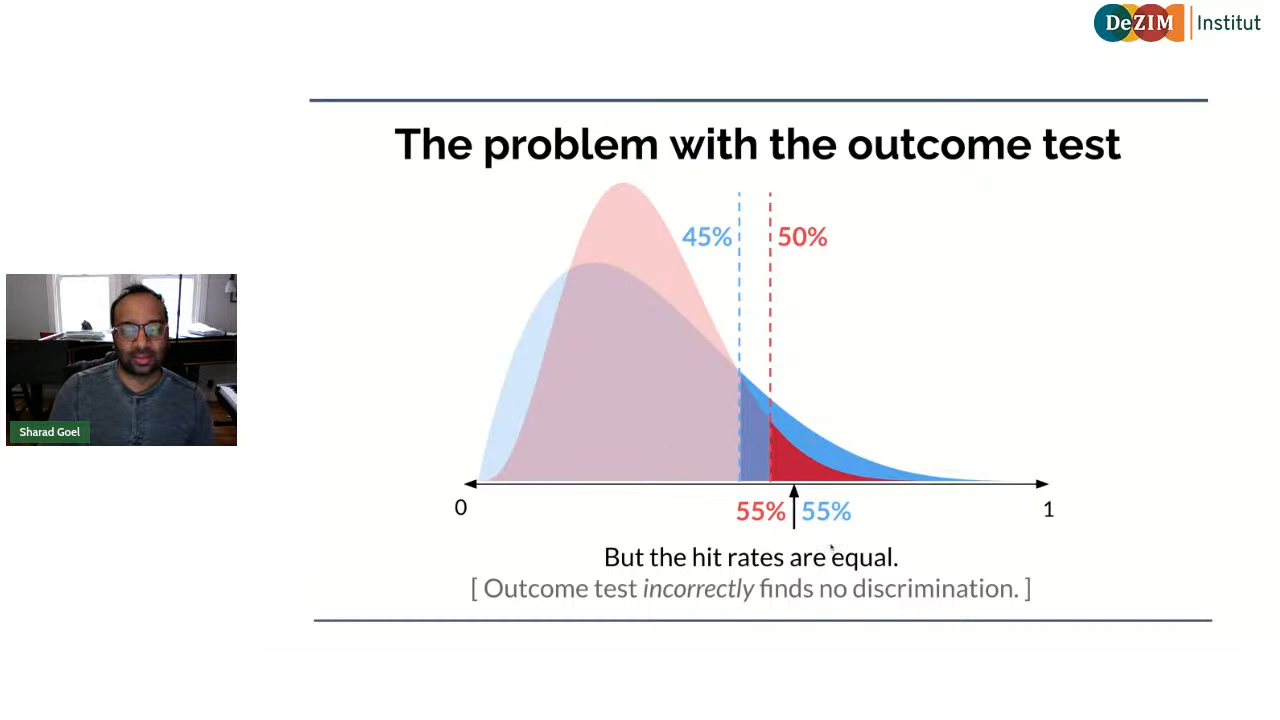 DeZIM Institut
The problem with the outcome test
45% 50%
Sharad Goel
0 55% 55% 1
But the hit rates are equal.
[ Outcome test incorrectly finds no discrimination. ]